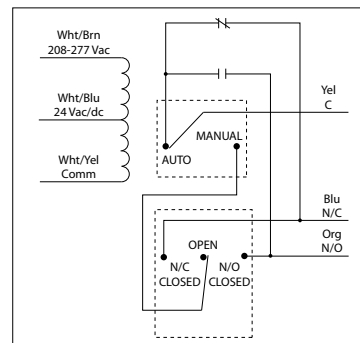 Wht/Brn
208-277 Vac
Wht/Blu
24 Vac/dc
Wht/Yel
Comm
Yel
C
MANUAL
AUTO
Blu
N/C
Org
N/O
OPEN
N/C
CLOSED
N/O
CLOSED